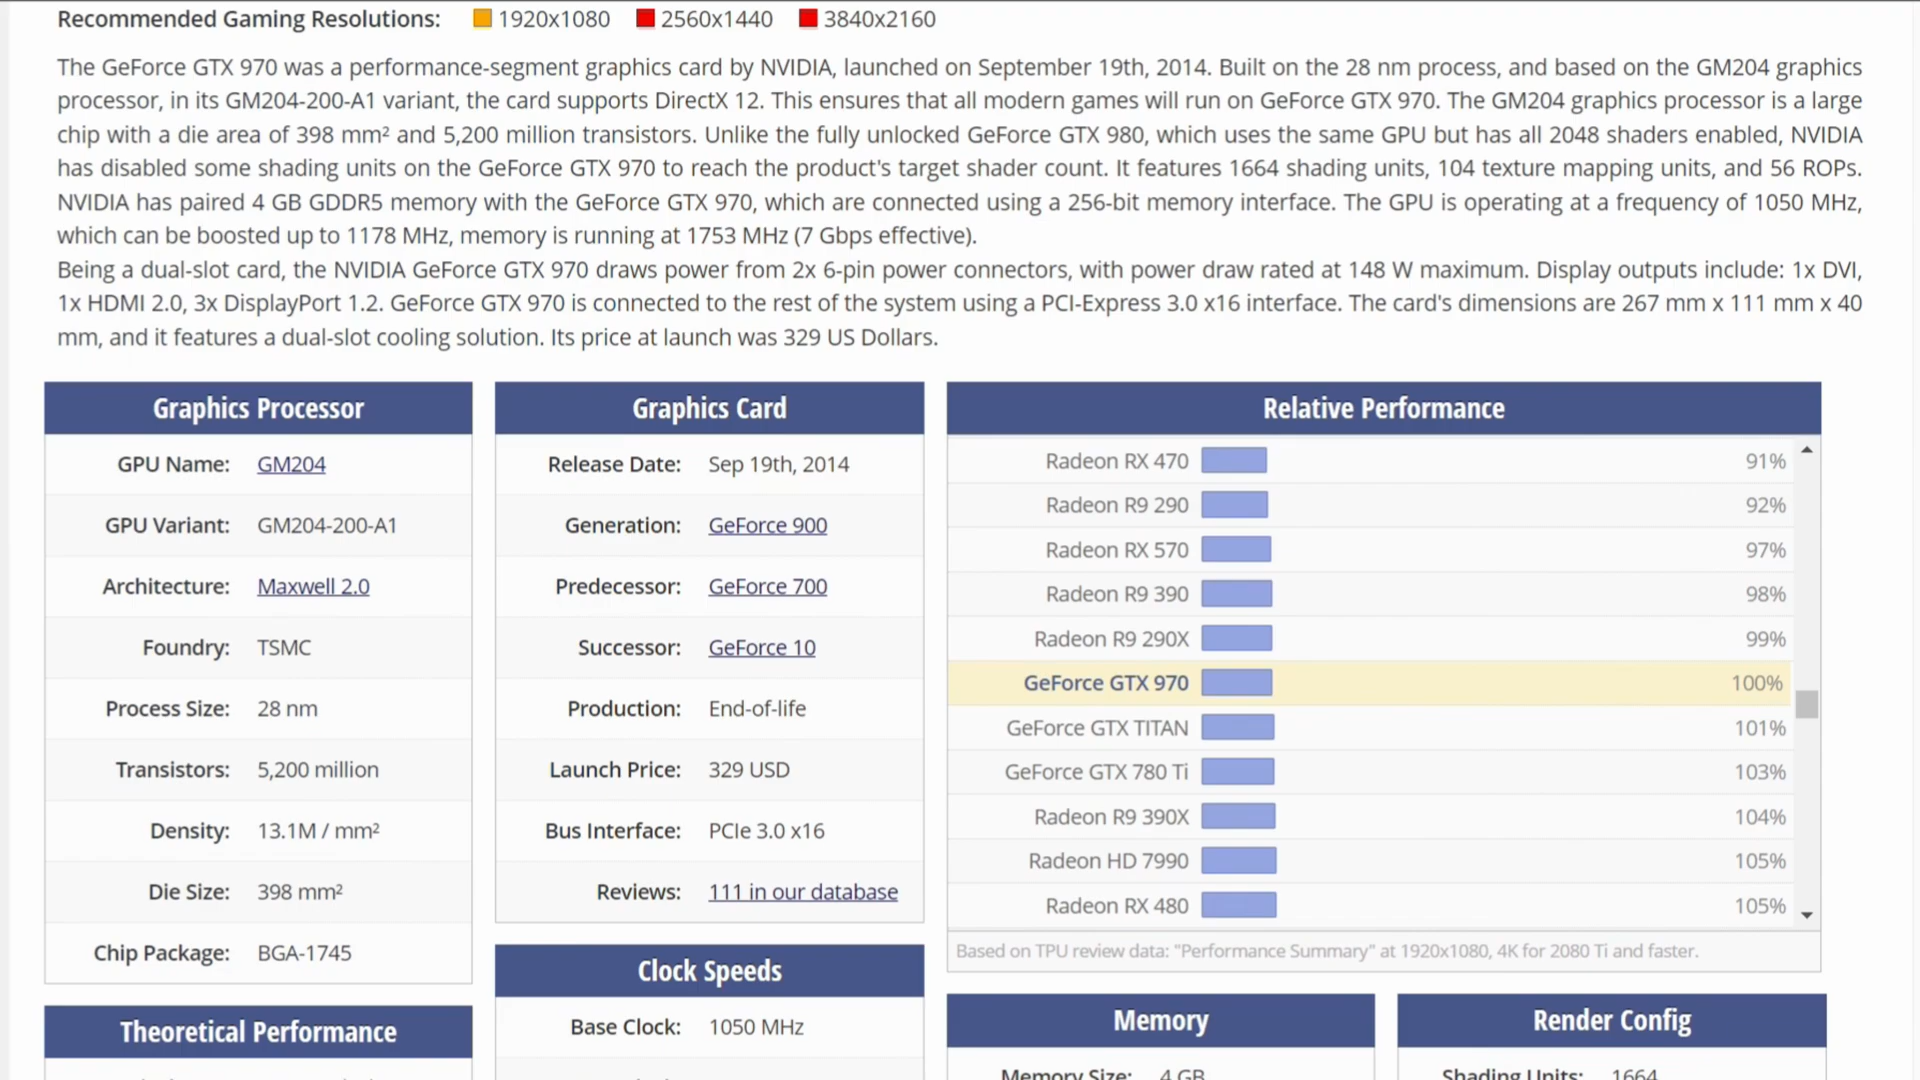 Recommended Gaming Resolutions: 1920x1080 2560x1440 3840x2160
The GeForce GTX 970 was a performance-segment graphics card by NVIDIA, launched on September 19th, 2014. Built on the 28 nm process, and based on the GM204 graphics
processor, in its GM204-200-A1 variant, the card supports DirectX 12. This ensures that all modern games will run on GeForce GTX 970. The GM204 graphics processor is a large
chip with a die area of 398 mm² and 5,200 million transistors. Unlike the fully unlocked GeForce GTX 980, which uses the same GPU but has all 2048 shaders enabled, NVIDIA
has disabled some shading units on the GeForce GTX 970 to reach the product's target shader count. It features 1664 shading units, 104 texture mapping units, and 56 ROPs.
NVIDIA has paired 4 GB GDDR5 memory with the GeForce GTX 970, which are connected using a 256-bit memory interface. The GPU is operating at a frequency of 1050 MHz,
which can be boosted up to 1178 MHz, memory is running at 1753 MHz (7 Gbps effective).
Being a dual-slot card, the NVIDIA GeForce GTX 970 draws power from 2x 6-pin power connectors, with power draw rated at 148 W maximum. Display outputs include: 1x DVI,
1x HDMI 2.0, 3x DisplayPort 1.2. GeForce GTX 970 is connected to the rest of the system using a PCI-Express 3.0 x16 interface. The card's dimensions are 267 mm x 111 mm x 40
mm, and it features a dual-slot cooling solution. Its price at launch was 329 US Dollars.
Graphics Processor
GPU Name: GM204
GPU Variant: GM204-200-A1
Architecture: Maxwell 2.0
Foundry: TSMC
Process Size: 28 nm
Transistors: 5,200 million
Density: 13.1M / mm²
Die Size: 398 mm²
Chip Package: BGA-1745
Theoretical Performance
Graphics Card
Release Date: Sep 19th, 2014
Generation: GeForce 900
Predecessor: GeForce 700
Successor: GeForce 10
Production: End-of-life
Launch Price: 329 USD
Bus Interface: PCIe 3.0 x16
Reviews: 111 in our database
Clock Speeds
Base Clock: 1050 MHz
Relative Performance
Radeon RX 470 91%
Radeon R9 290 92%
Radeon RX 570 97%
Radeon R9 390 98%
Radeon R9 290X 99%
GeForce GTX 970 100%
GeForce GTX TITAN 101%
GeForce GTX 780 Ti 103%
Radeon R9 390X 104%
Radeon HD 7990 105%
Radeon RX 480 105%
Based on TPU review data: "Performance Summary" at 1920x1080, 4K for 2080 Ti and faster.
Memory
Memory Size: 4 GB
Render Config
Shading Units: 1664